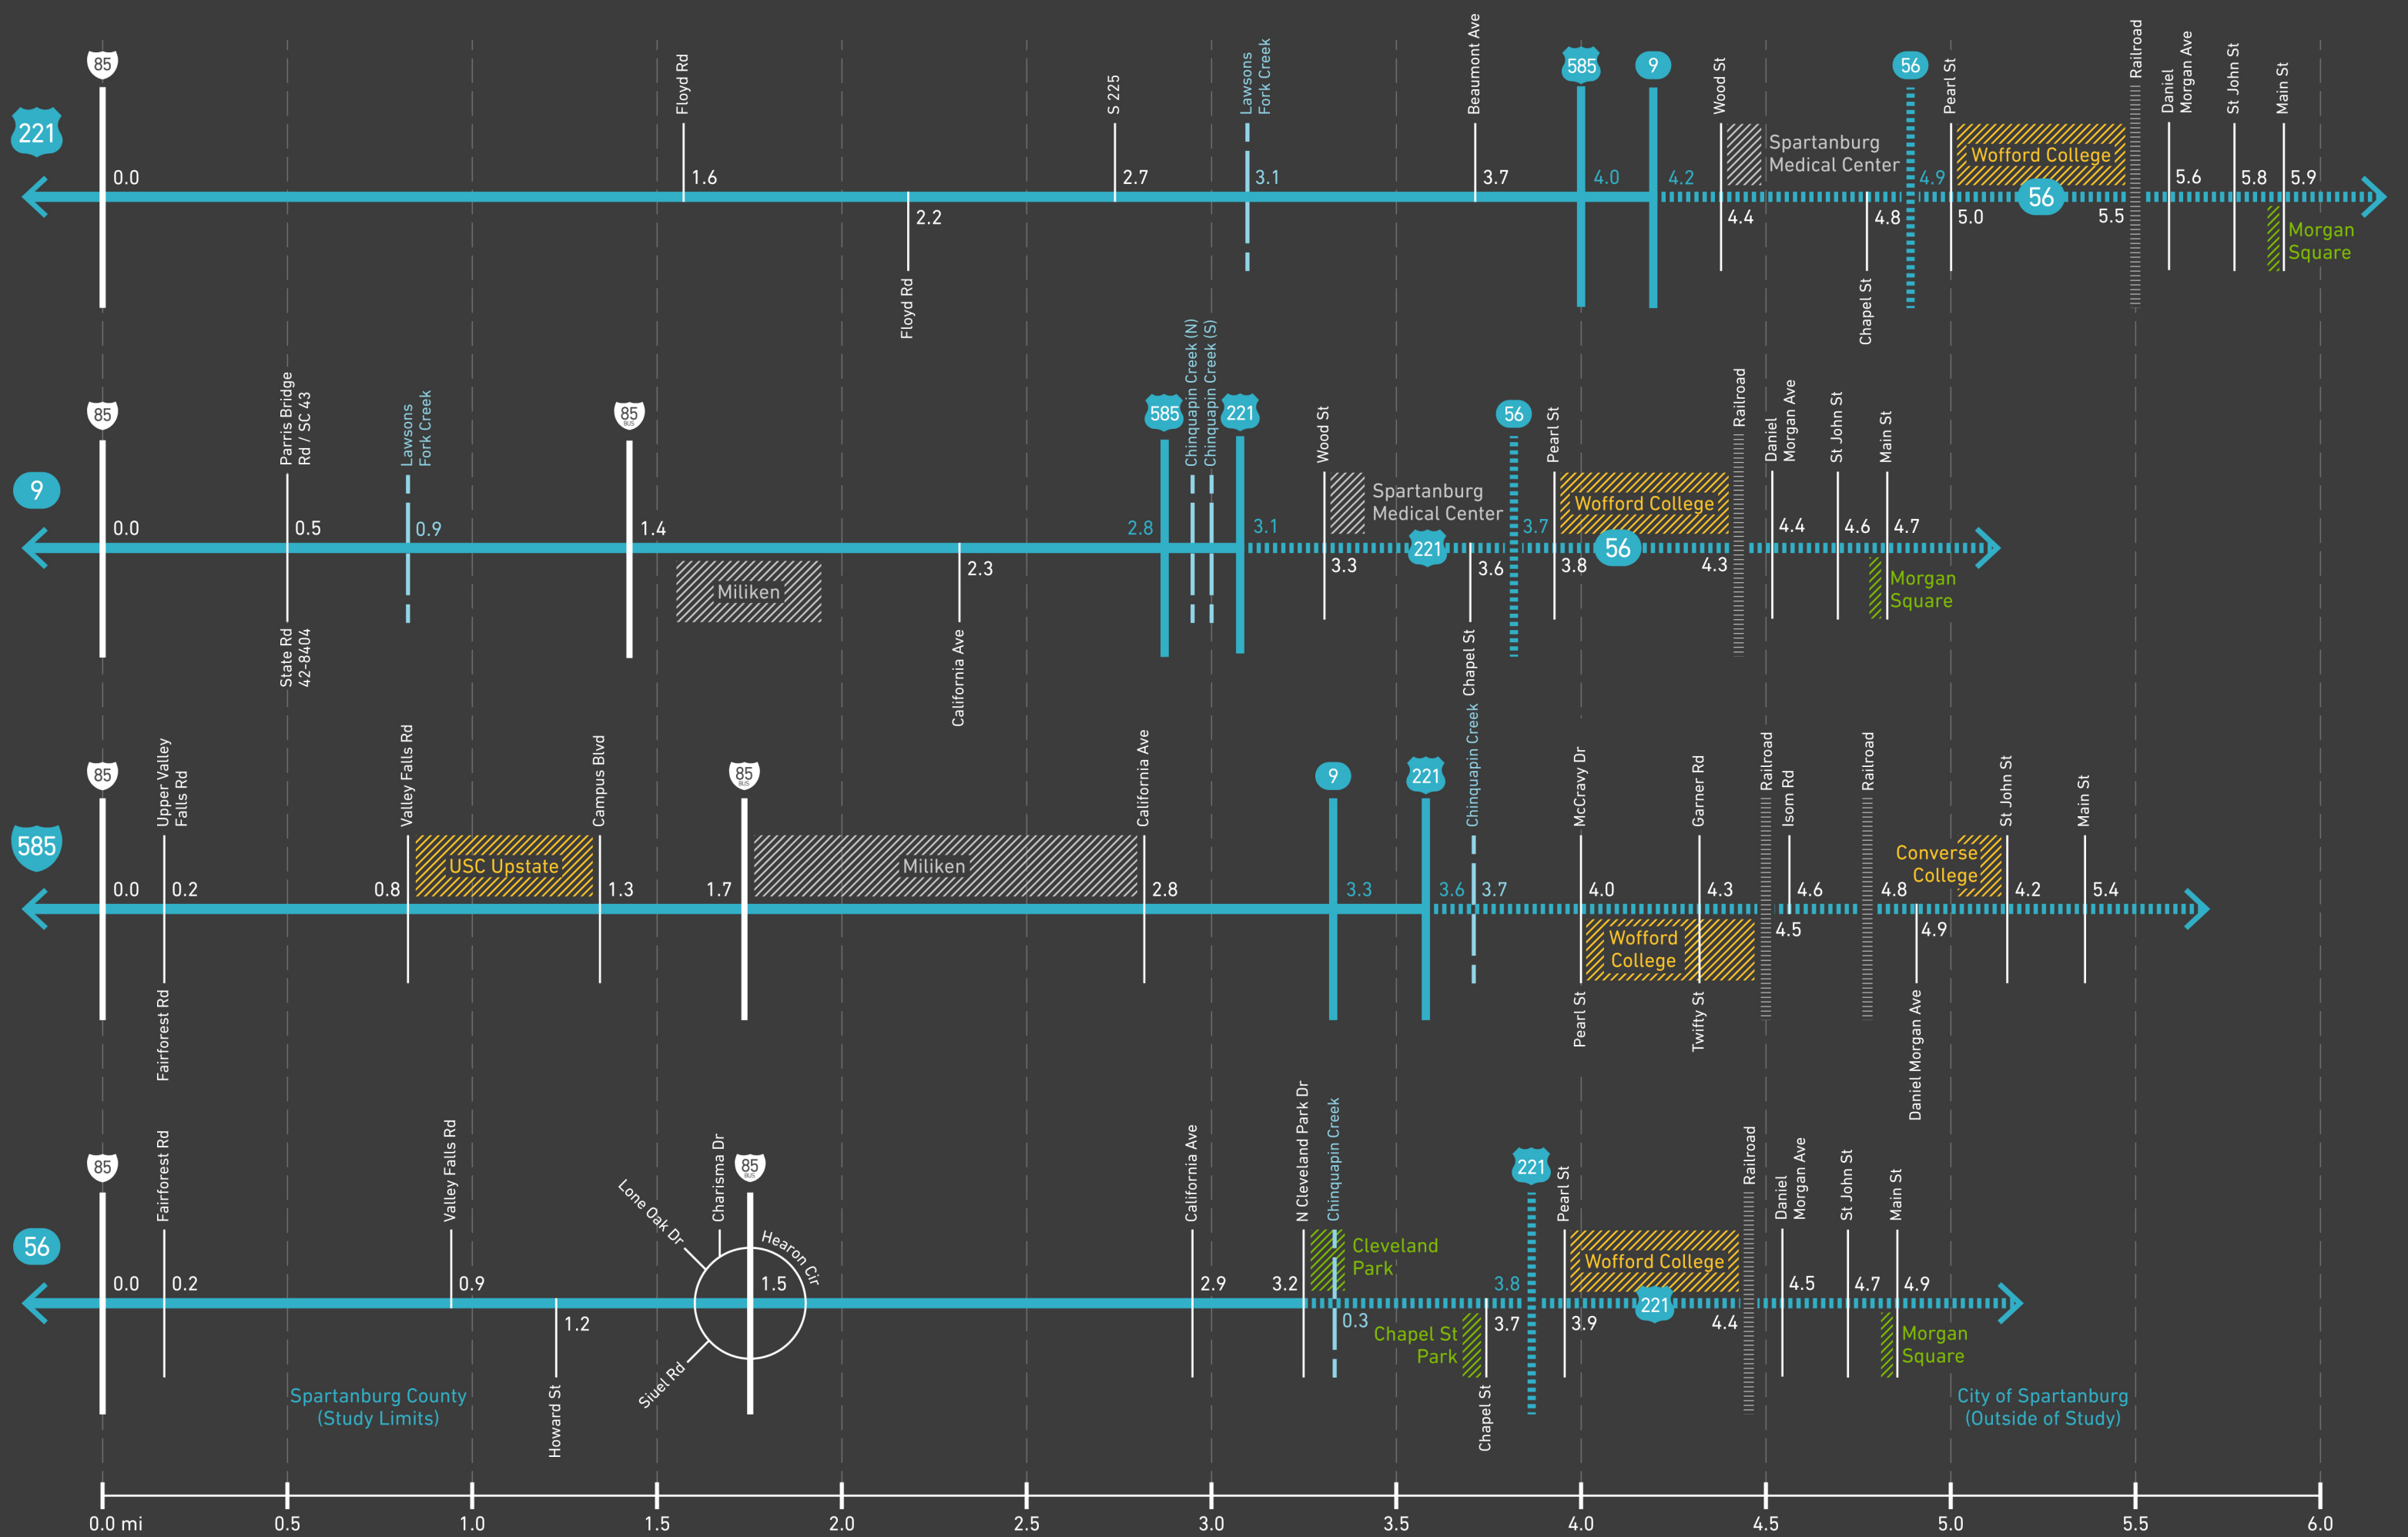 85
221
0.0
Floyd Rd
1.6
Floyd Rd
2.2
S 225
2.7
Lawsons
Fork Creek
3.1
Beaumont Ave
3.7
585
4.0
9
4.2
Wood St
4.4
Spartanburg
Medical Center
Chapel St
4.8
56
4.9
Pearl St
5.0
Wofford College
56
Railroad
5.5
Daniel
Morgan Ave
5.6
St John St
5.8
Main St
5.9
Morgan
Square
85
9
0.0
Parris Bridge
Rd / SC 43
0.5
State Rd
42-8404
Lawsons
Fork Creek
0.9
85
BUS
1.4
Miliken
California Ave
2.3
585
2.8
Chinquapin Creek (N)
Chinquapin Creek (S)
221
3.1
Wood St
3.3
Spartanburg
Medical Center
221
Chapel St
3.6
56
3.7
Pearl St
3.8
Wofford College
56
Railroad
4.3
Daniel
Morgan Ave
4.4
St John St
4.6
Main St
4.7
Morgan
Square
85
585
0.0
Upper Valley
Falls Rd
0.2
Fairforest Rd
Valley Falls Rd
0.8
USC Upstate
Campus Blvd
1.3
85
BUS
1.7
Miliken
California Ave
2.8
9
3.3
221
3.6
Chinquapin Creek
3.7
McCravy Dr
4.0
Pearl St
Wofford
College
Garner Rd
4.3
Twifty St
Railroad
4.5
Isom Rd
4.6
Railroad
4.8
Daniel Morgan Ave
4.9
Converse
College
St John St
4.2
Main St
5.4
85
56
0.0
Fairforest Rd
0.2
Valley Falls Rd
0.9
Howard St
1.2
Lone Oak Dr
Charisma Dr
85
BUS
Hearon Cir
1.5
Siuel Rd
California Ave
2.9
N Cleveland Park Dr
3.2
Chinquapin Creek
0.3
Cleveland
Park
Chapel St
Park
Chapel St
3.7
221
3.8
Pearl St
3.9
Wofford College
221
Railroad
4.4
Daniel
Morgan Ave
4.5
St John St
4.7
Main St
4.9
Morgan
Square
Spartanburg County
(Study Limits)
City of Spartanburg
(Outside of Study)
0.0 mi
0.5
1.0
1.5
2.0
2.5
3.0
3.5
4.0
4.5
5.0
5.5
6.0